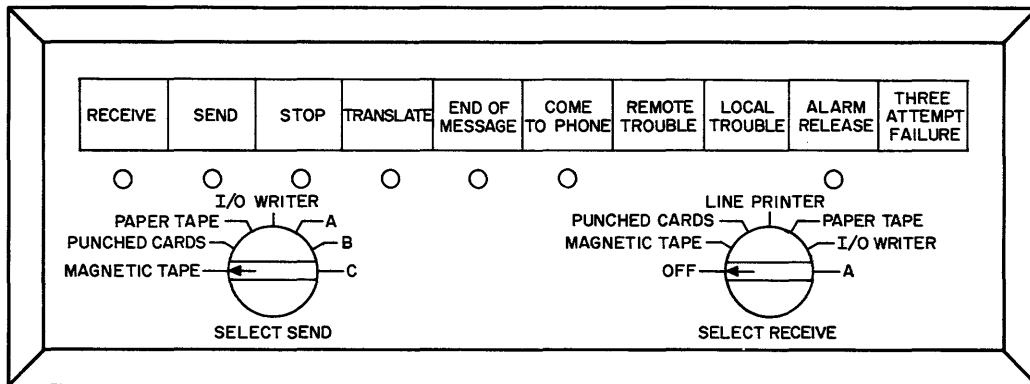 RECEIVE
SEND
STOP
TRANSLATE
END OF
MESSAGE
COME
TO PHONE
REMOTE
TROUBLE
LOCAL
TROUBLE
ALARM
RELEASE
THREE
ATTEMPT
FAILURE
I/O WRITER
PAPER TAPE
A
PUNCHED CARDS
B
MAGNETIC TAPE
C
SELECT SEND
LINE PRINTER
PUNCHED CARDS
PAPER TAPE
MAGNETIC TAPE
I/O WRITER
OFF
A
SELECT RECEIVE